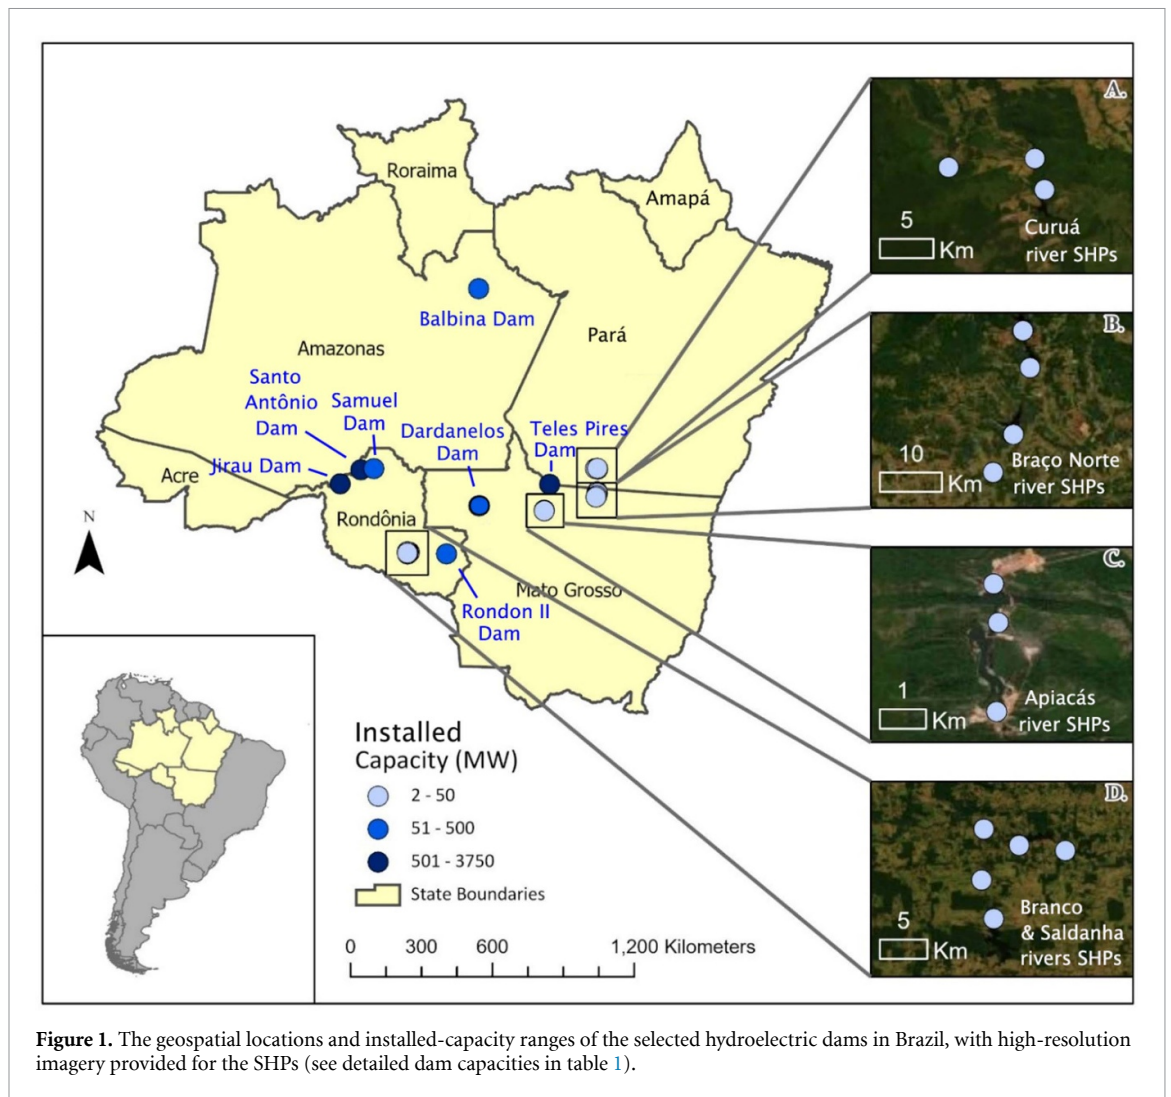 Roraima
Amapá
Balbina Dam
Pará
Amazonas
Santo
Antônio
Dam
Samuel
Dam
Dardanelos
Dam
Teles Pires
Dam
Jirau Dam
Acre
Rondônia
Mato Grosso
Rondon II
Dam
N
A.
5
Km
Curuá
river SHPs
B.
10
Km
Braço Norte
river SHPs
C.
1
Km
Apiacás
river SHPs
D.
5
Km
Branco
& Saldanha
rivers SHPs
Installed
Capacity (MW)
2 - 50
51 - 500
501 - 3750
State Boundaries
0 300 600 1,200 Kilometers
Figure 1. The geospatial locations and installed-capacity ranges of the selected hydroelectric dams in Brazil, with high-resolution
imagery provided for the SHPs (see detailed dam capacities in table 1).